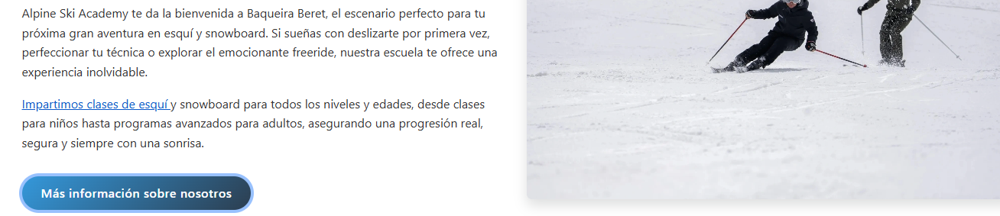 Alpine Ski Academy te da la bienvenida a Baqueira Beret, el escenario perfecto para tu
próxima gran aventura en esquí y snowboard. Si sueñas con deslizarte por primera vez,
perfeccionar tu técnica o explorar el emocionante freeride, nuestra escuela te ofrece una
experiencia inolvidable.
Impartimos clases de esquí y snowboard para todos los niveles y edades, desde clases
para niños hasta programas avanzados para adultos, asegurando una progresión real,
segura y siempre con una sonrisa.
Más información sobre nosotros